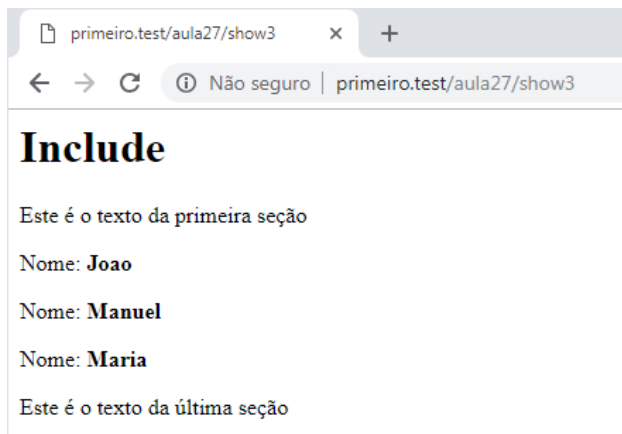 primeiro.test/aula27/show3
Não seguro | primeiro.test/aula27/show3
Include
Este é o texto da primeira seção
Nome: Joao
Nome: Manuel
Nome: Maria
Este é o texto da última seção